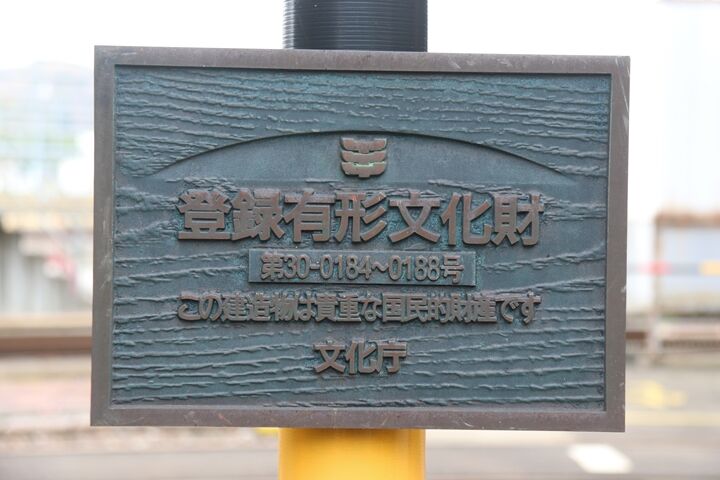 登録有形文化財
第30-0184~0188号
この建造物は貴重な国民的財産です
文化庁